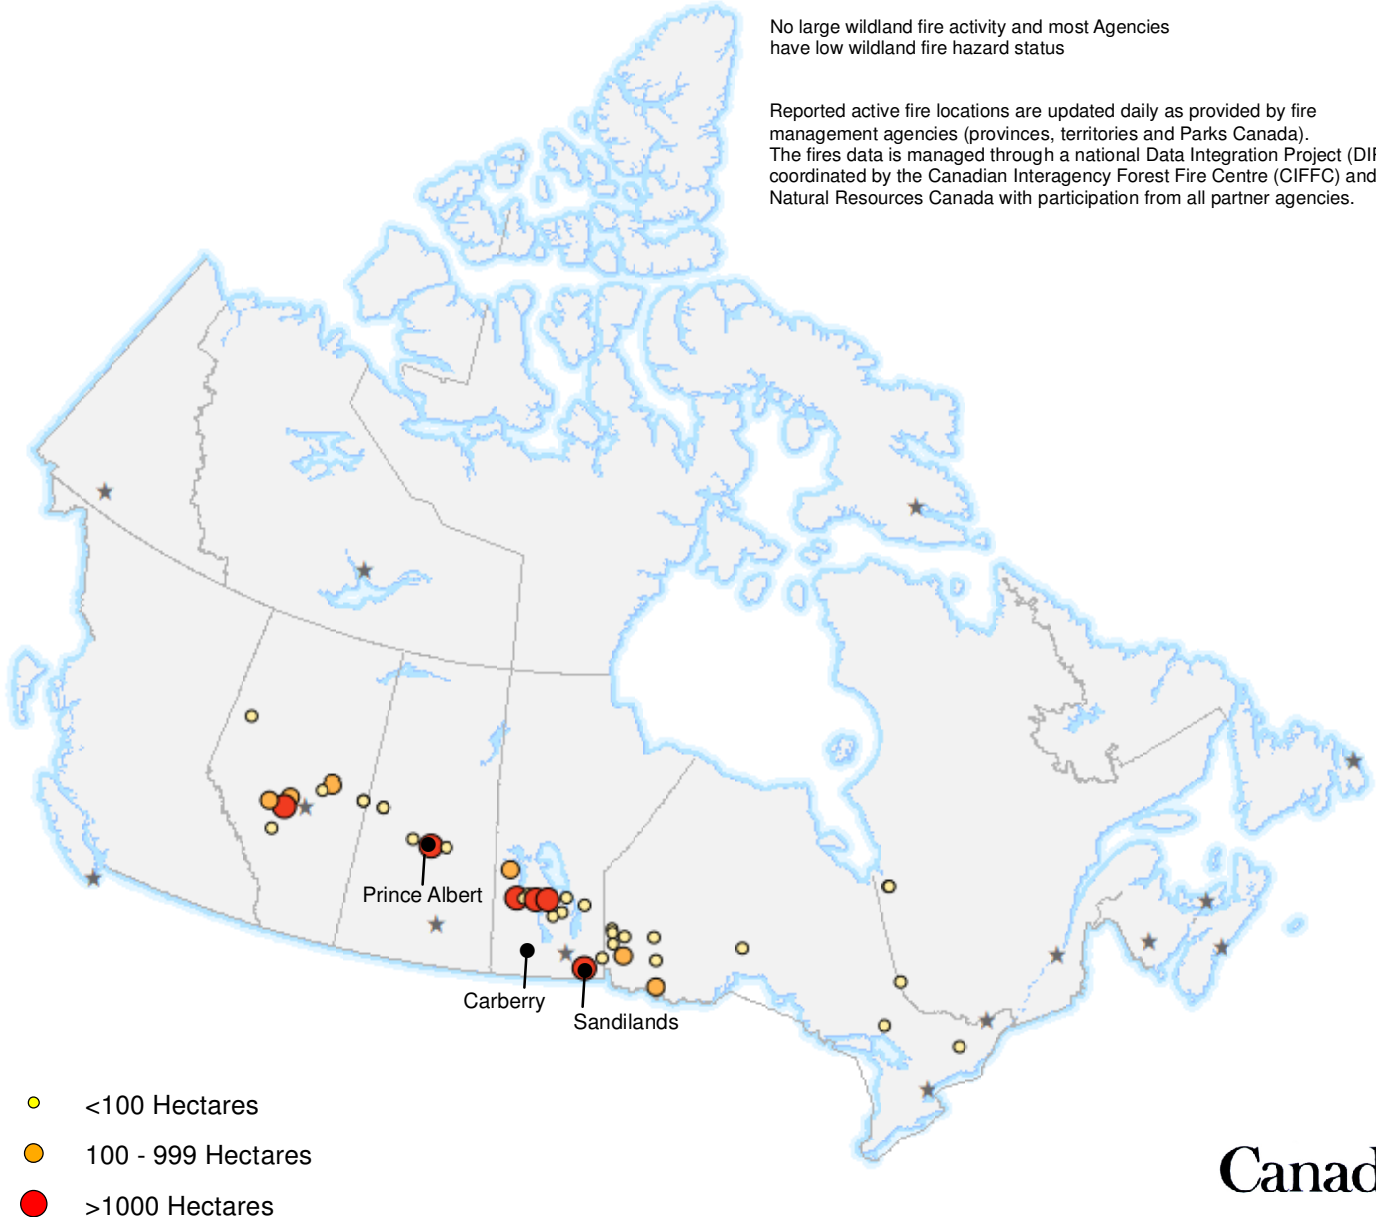 No large wildland fire activity and most Agencies
have low wildland fire hazard status
Reported active fire locations are updated daily as provided by fire
management agencies (provinces, territories and Parks Canada).
The fires data is managed through a national Data Integration Project (DIF
coordinated by the Canadian Interagency Forest Fire Centre (CIFFC) and
Natural Resources Canada with participation from all partner agencies.
Prince Albert
Carberry
Sandilands
<100 Hectares
100 - 999 Hectares
>1000 Hectares
Canad